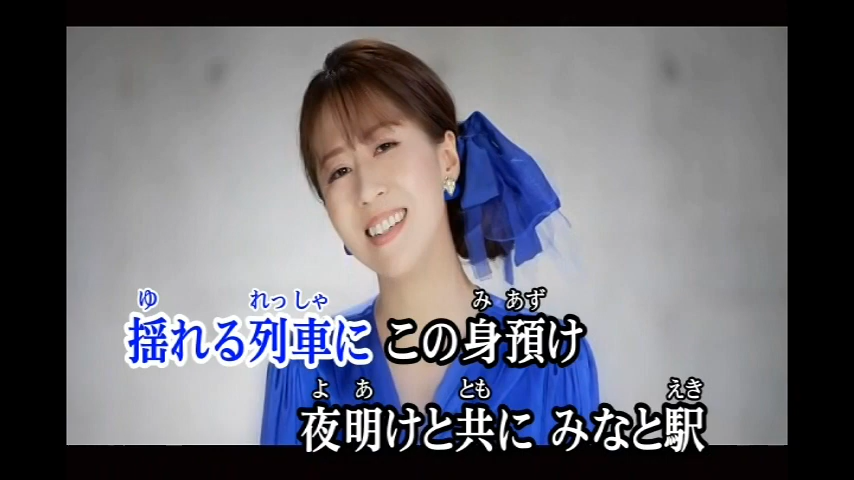 ゆ れっしゃ み あず
揺れる列車に この身預け
よ あ とも えき
夜明けと共に みなと駅